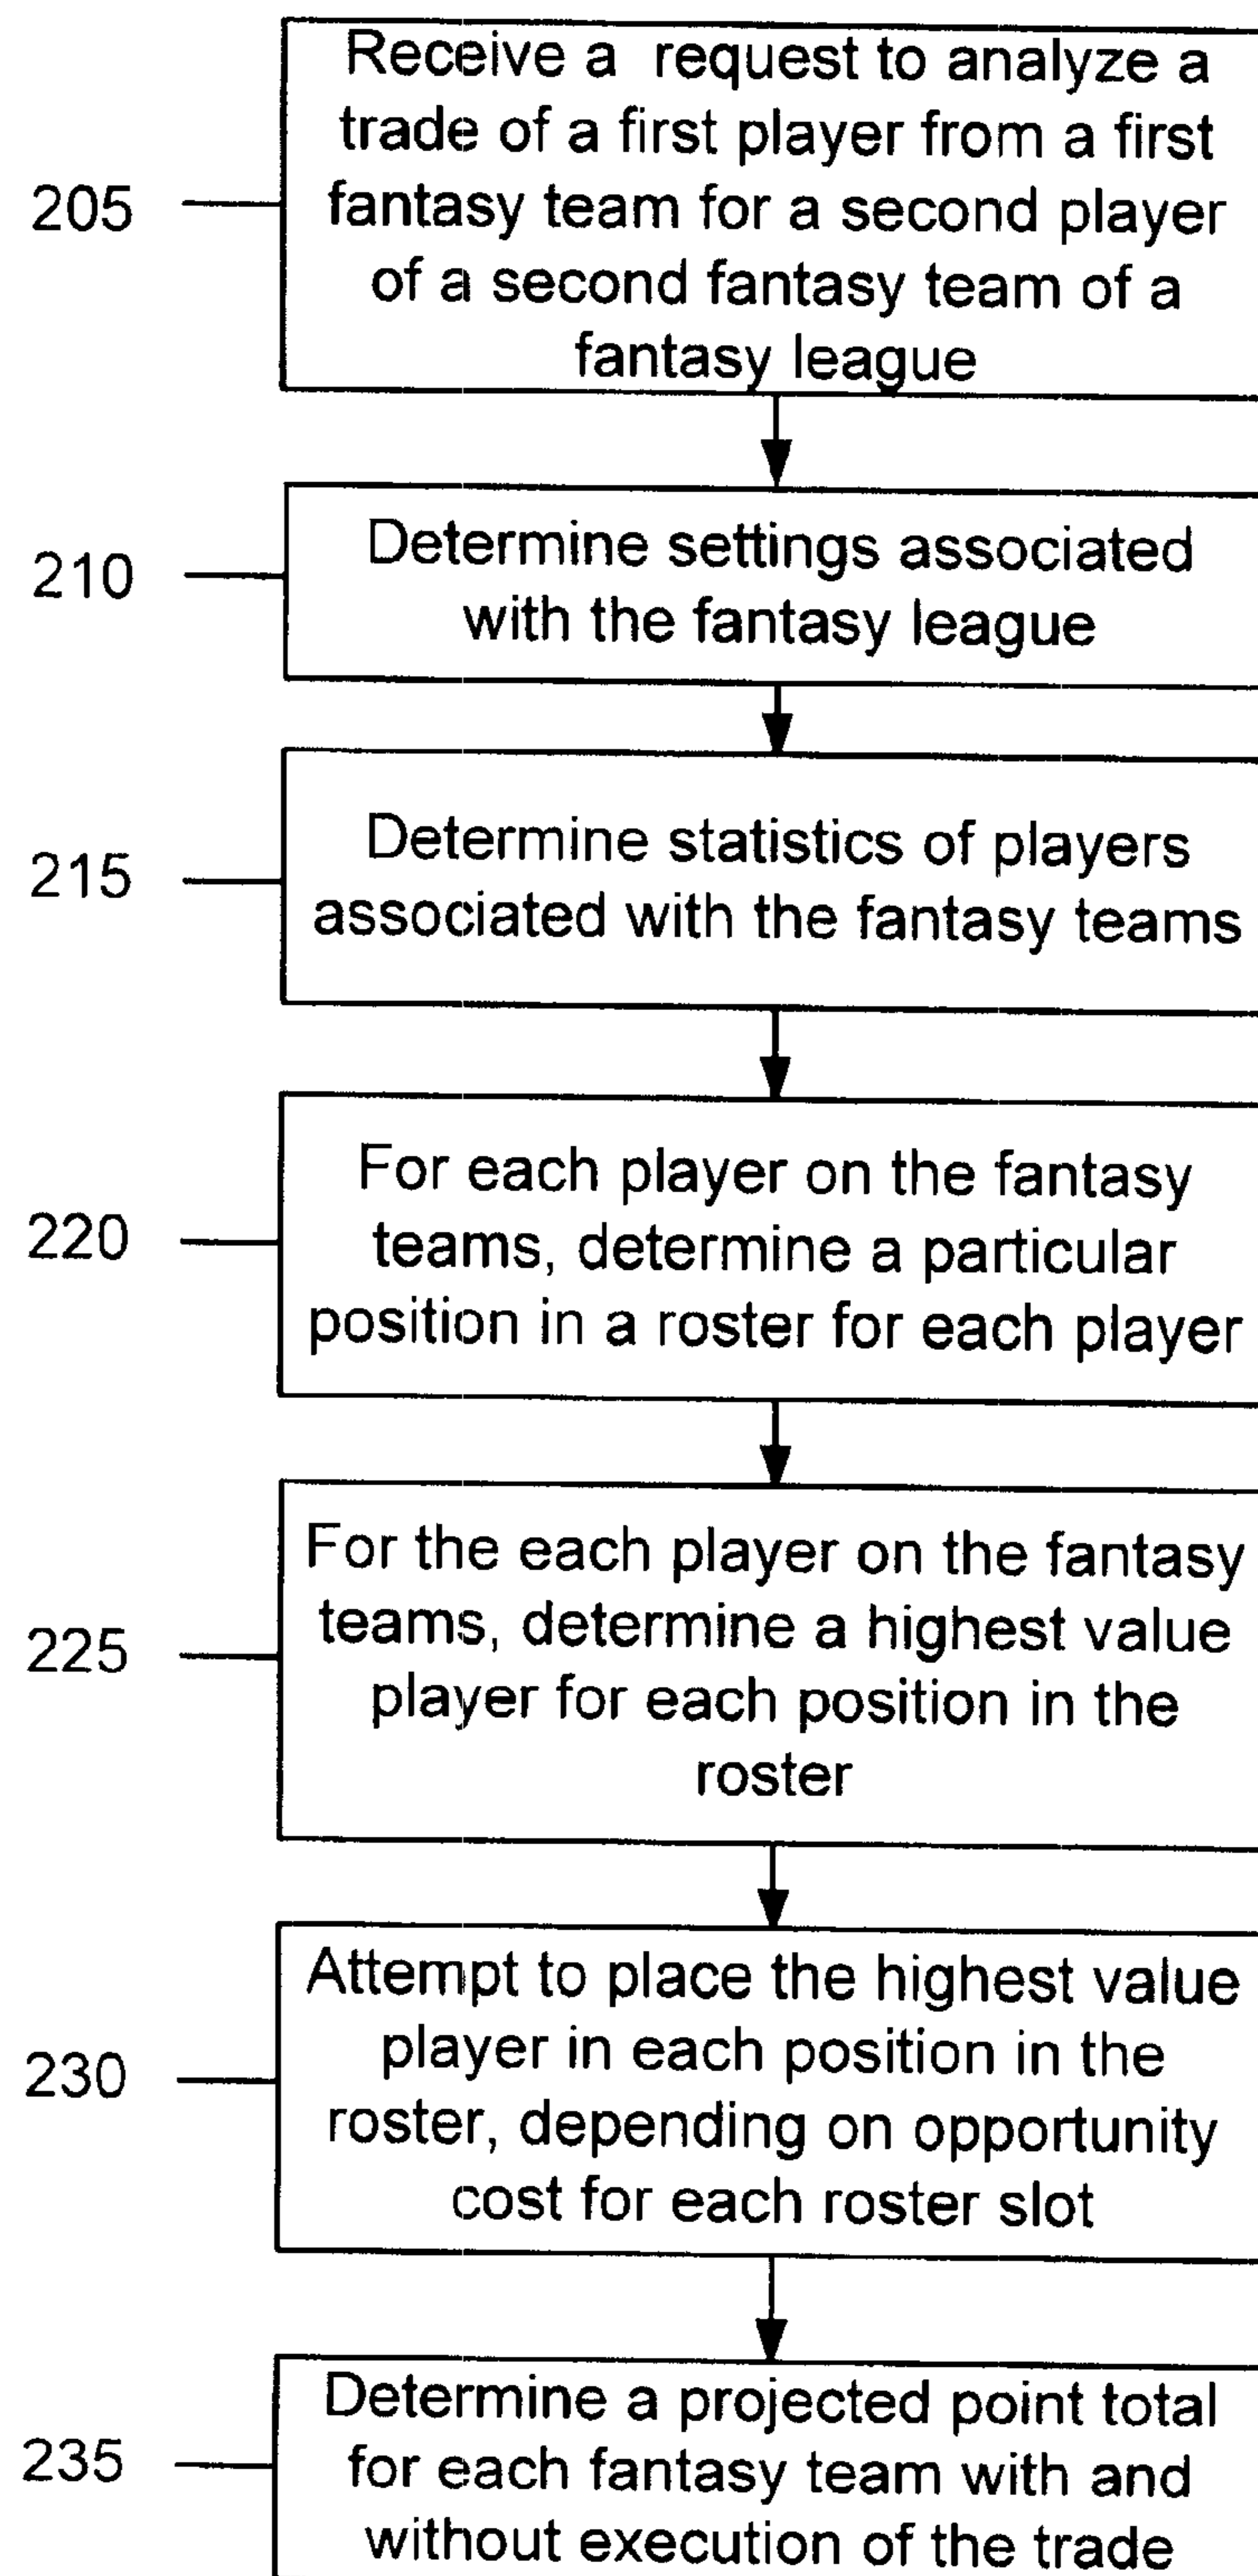 Receive a request to analyze a
trade of a first player from a first
205
fantasy team for a second player
of a second fantasy team of a
fantasy league
210
Determine settings associated
with the fantasy league
215
Determine statistics of players
associated with the fantasy teams
220
For each player on the fantasy
teams, determine a particular
position in a roster for each player
225
For the each player on the fantasy
teams, determine a highest value
player for each position in the
roster
230
Attempt to place the highest value
player in each position in the
roster, depending on opportunity
cost for each roster slot
235
Determine a projected point total
for each fantasy team with and
without execution of the trade